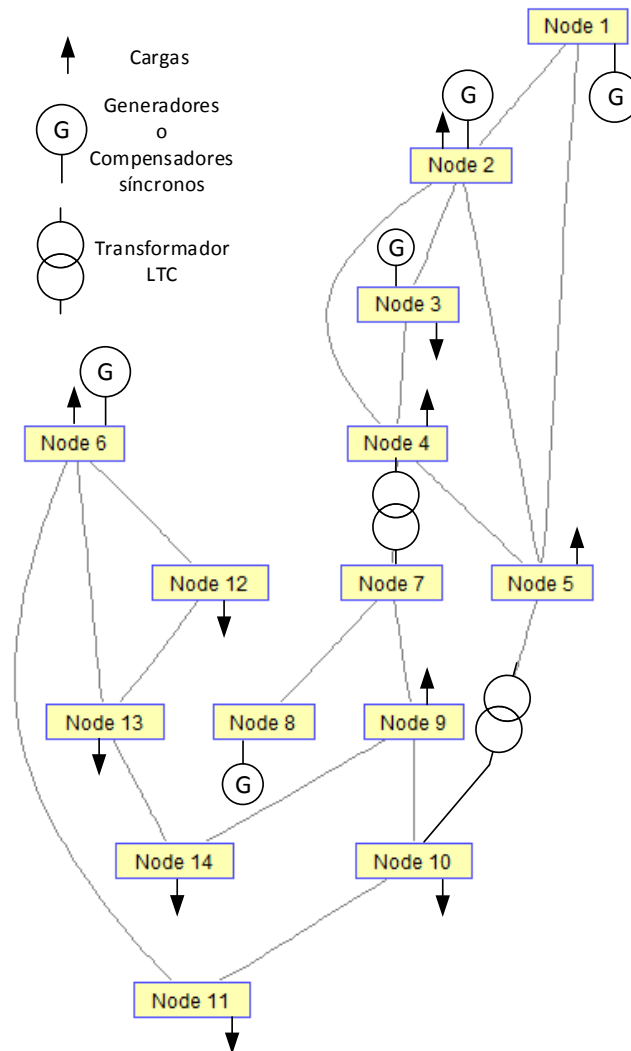 Node 1
Cargas
G
G
G
Generadores
o
Compensadores
síncronos
Node 2
Transformador
LTC
G
Node 3
G
Node 6
Node 4
Node 12
Node 7
Node 5
Node 13
Node 8
Node 9
G
Node 14
Node 10
Node 11